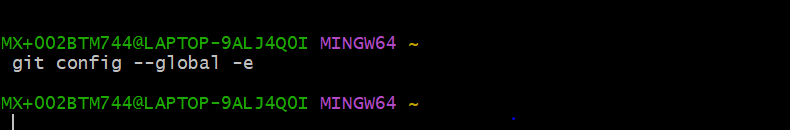 MX+002BTM744@LAPTOP-9ALJ4Q0I MINGW64 ~
git config --global -e
MX+002BTM744@LAPTOP-9ALJ4Q0I MINGW64 ~